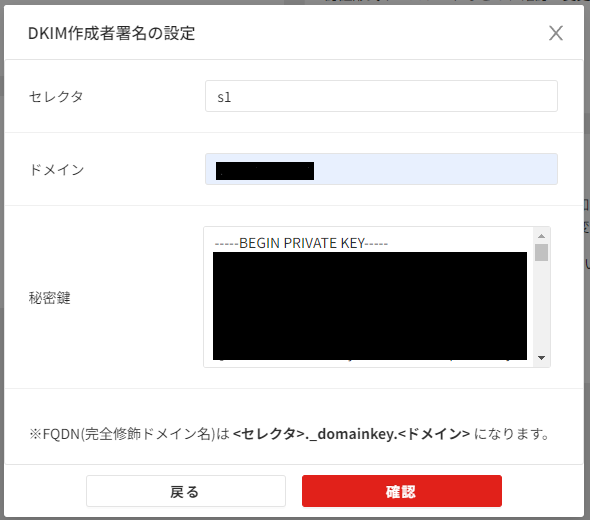 DKIM作成者署名の設定
セレクタ
s1
ドメイン
秘密鍵
-----BEGIN PRIVATE KEY-----
※FQDN(完全修飾ドメイン名)は <セレクタ>._domainkey.<ドメイン> になります。
戻る
確認